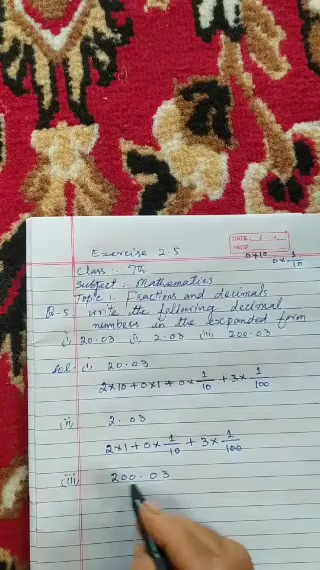 Exercise 2.5
DATE
PAGE
0×10
0×1/10
Class :- 7th
Subject :- Mathematics
Topic :- Fractions and decimals
Q-5 Write the following decimal
numbers in the expanded form
i, 20.03 ii, 2.03 iii, 200.03
Sol:- i, 20.03
2×10+0×1+0×1/10+3×1/100
ii, 2.03
2×1+0×1/10+3×1/100
iii, 200.03